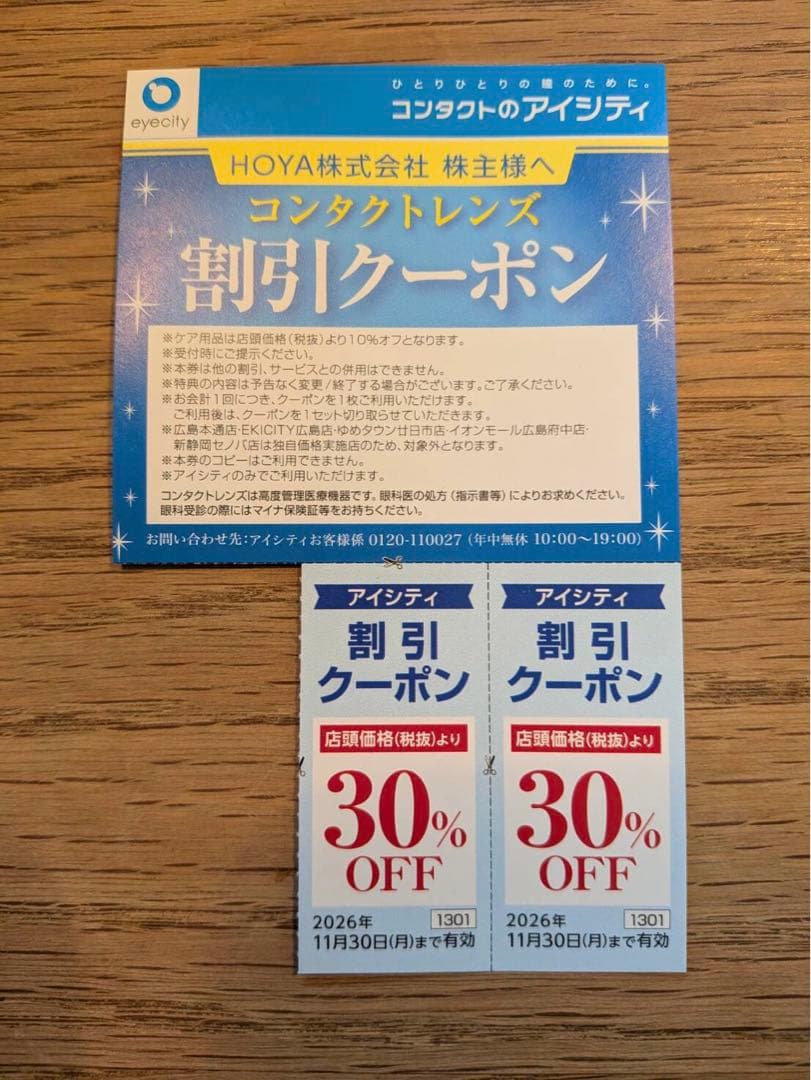 eyecity
ひとりひとりの瞳のために。
コンタクトのアイシティ
HOYA株式会社 株主様へ
コンタクトレンズ
割引クーポン
※ケア用品は店頭価格(税抜)より10%オフとなります。
※受付時にご提示ください。
※本券は他の割引、サービスとの併用はできません。
※特典の内容は予告なく変更/終了する場合がございます。ご了承ください。
※お会計1回につき、クーポンを1枚ご利用いただけます。
ご利用後は、クーポンを1セット切り取らせていただきます。
※広島本通店・EKICITY広島店・ゆめタウン廿日市店・イオンモール広島府中店・
新静岡セノバ店は独自価格実施店のため、対象外となります。
※本券のコピーはご利用できません。
※アイシティのみでご利用いただけます。
コンタクトレンズは高度管理医療機器です。眼科医の処方(指示書等)によりお求めください。
眼科受診の際にはマイナ保険証等をお持ちください。
お問い合わせ先:アイシティお客様係 0120-110027 (年中無休 10:00〜19:00)
アイシティ
割引
クーポン
店頭価格(税抜)より
30%
OFF
2026年 1301
11月30日(月)まで有効
アイシティ
割引
クーポン
店頭価格(税抜)より
30%
OFF
2026年 1301
11月30日(月)まで有効